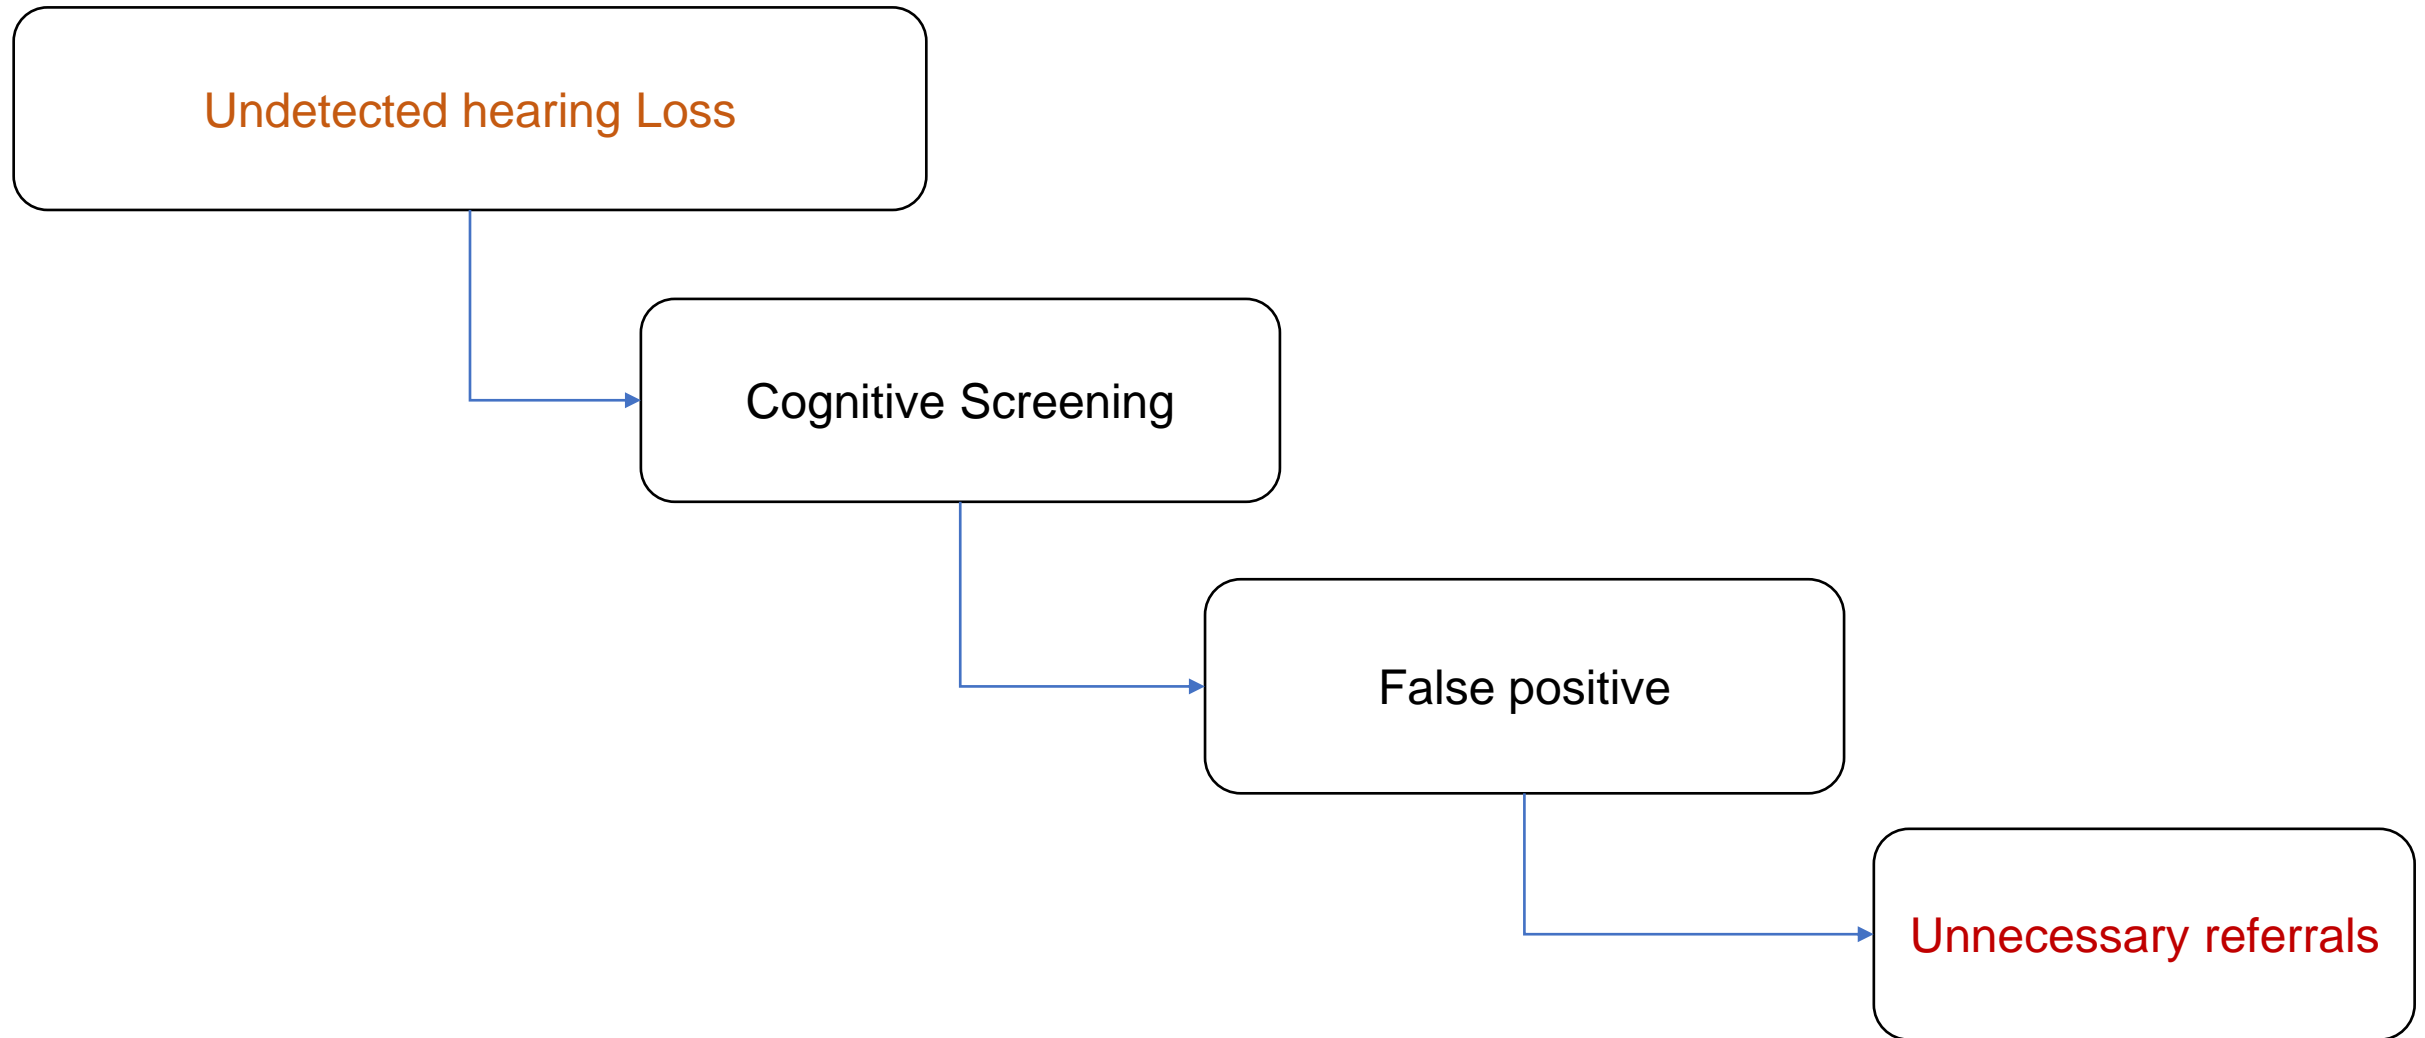 Undetected hearing Loss
Cognitive Screening
False positive
Unnecessary referrals